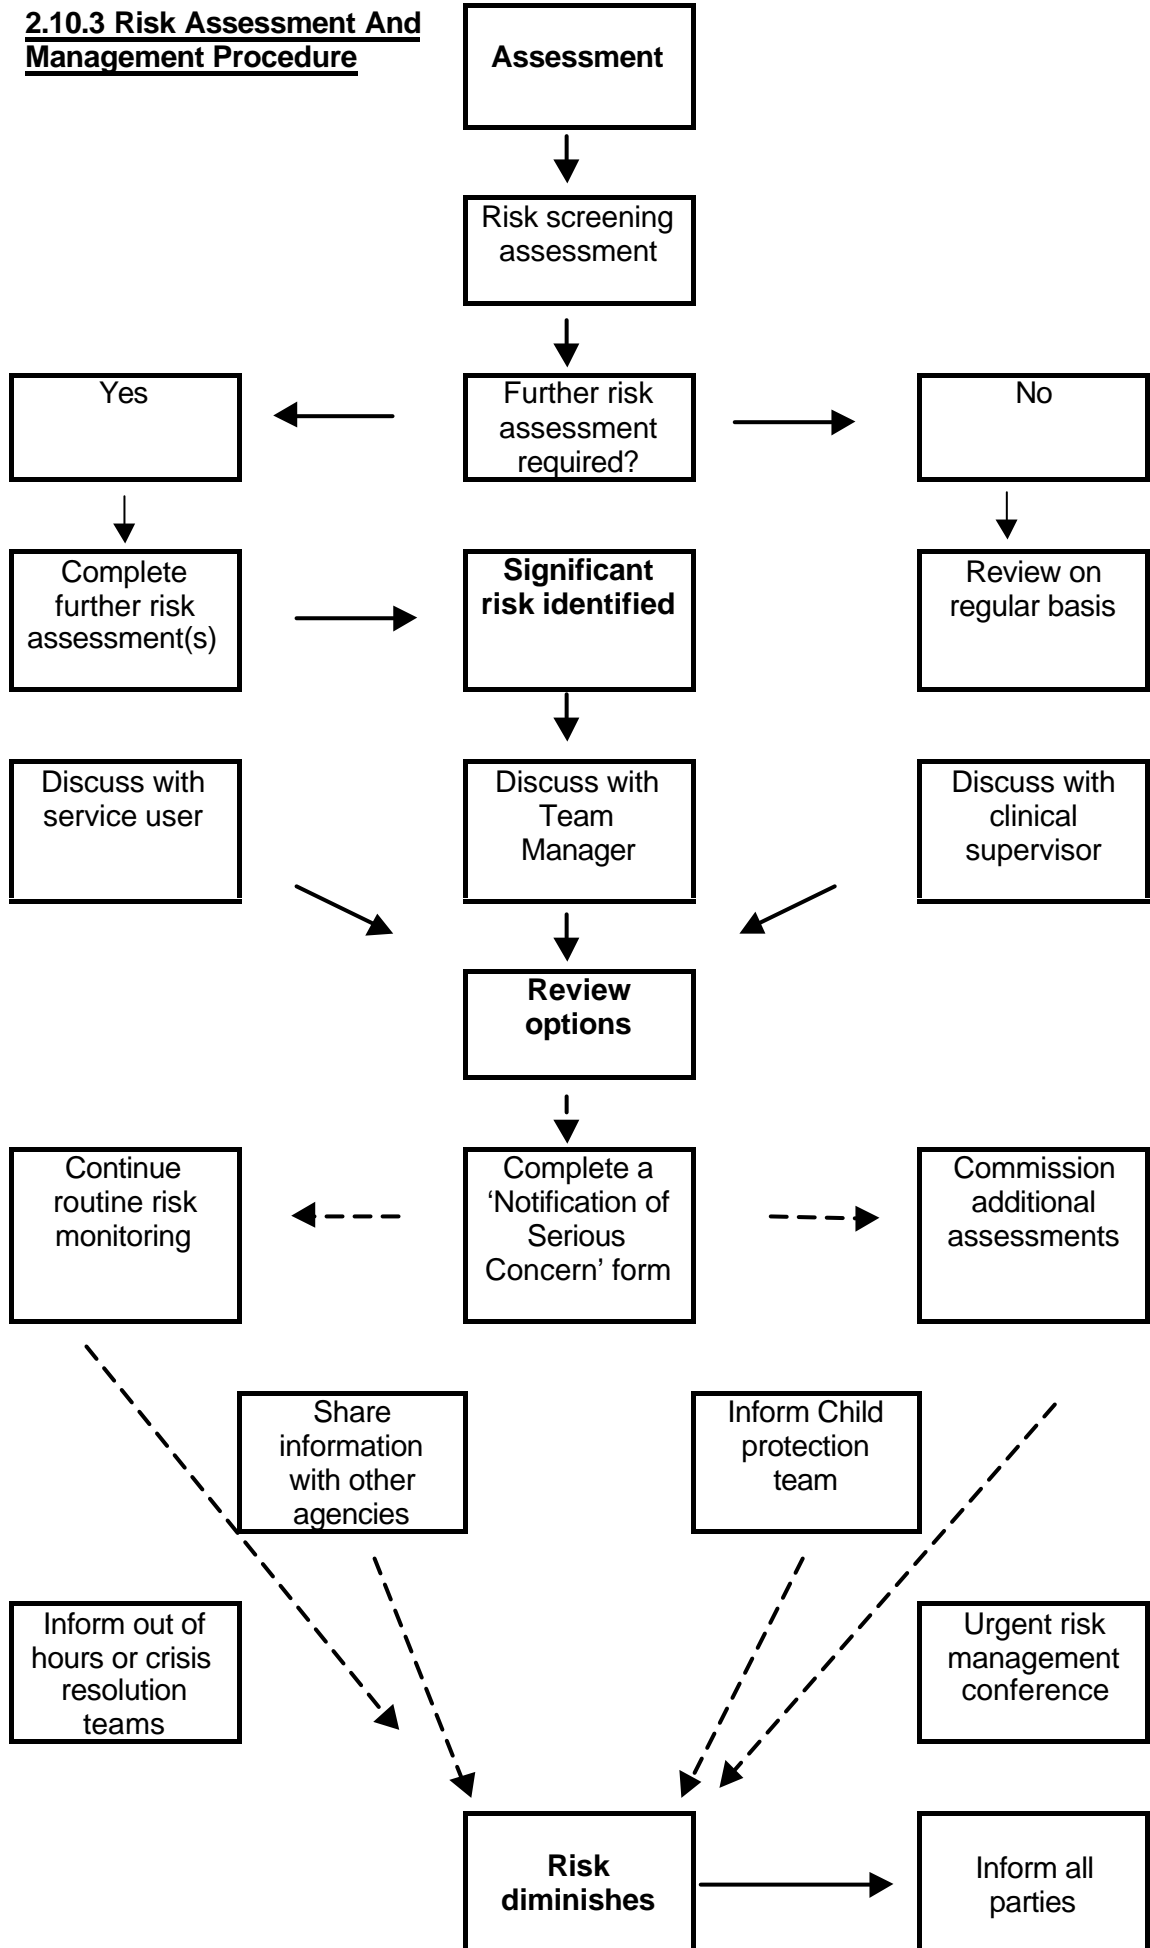 2.10.3 Risk Assessment And
Management Procedure
Assessment
Risk screening
assessment
Yes
Further risk
assessment
required?
No
Complete
further risk
assessment(s)
Significant
risk identified
Review on
regular basis
Discuss with
service user
Discuss with
Team
Manager
Discuss with
clinical
supervisor
Review
options
Continue
routine risk
monitoring
Complete a
‘Notification of
Serious
Concern’ form
Commission
additional
assessments
Share
information
with other
agencies
Inform Child
protection
team
Inform out of
hours or crisis
resolution
teams
Urgent risk
management
conference
Risk
diminishes
Inform all
parties